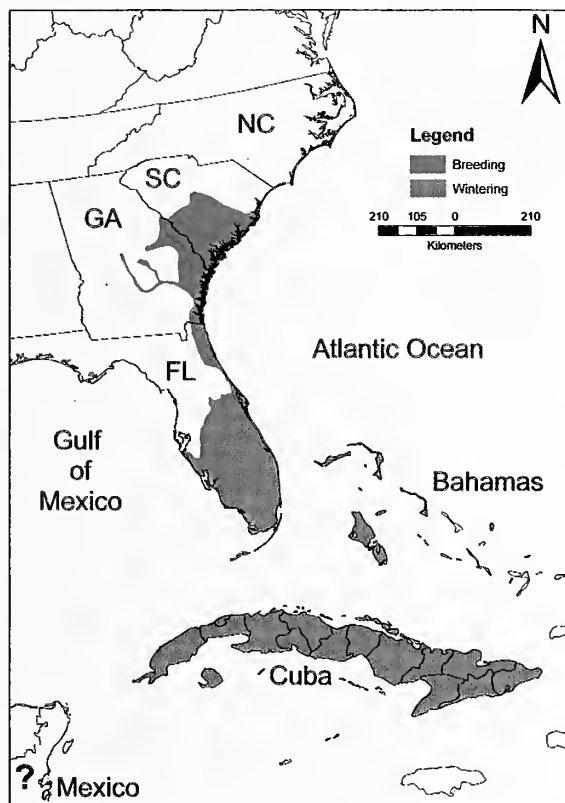 N
NC
Legend
Breeding
Wintering
SC
GA
210 105 0 210
Kilometers
Atlantic Ocean
FL
Gulf
of
Mexico
Bahamas
Cuba
?
Mexico